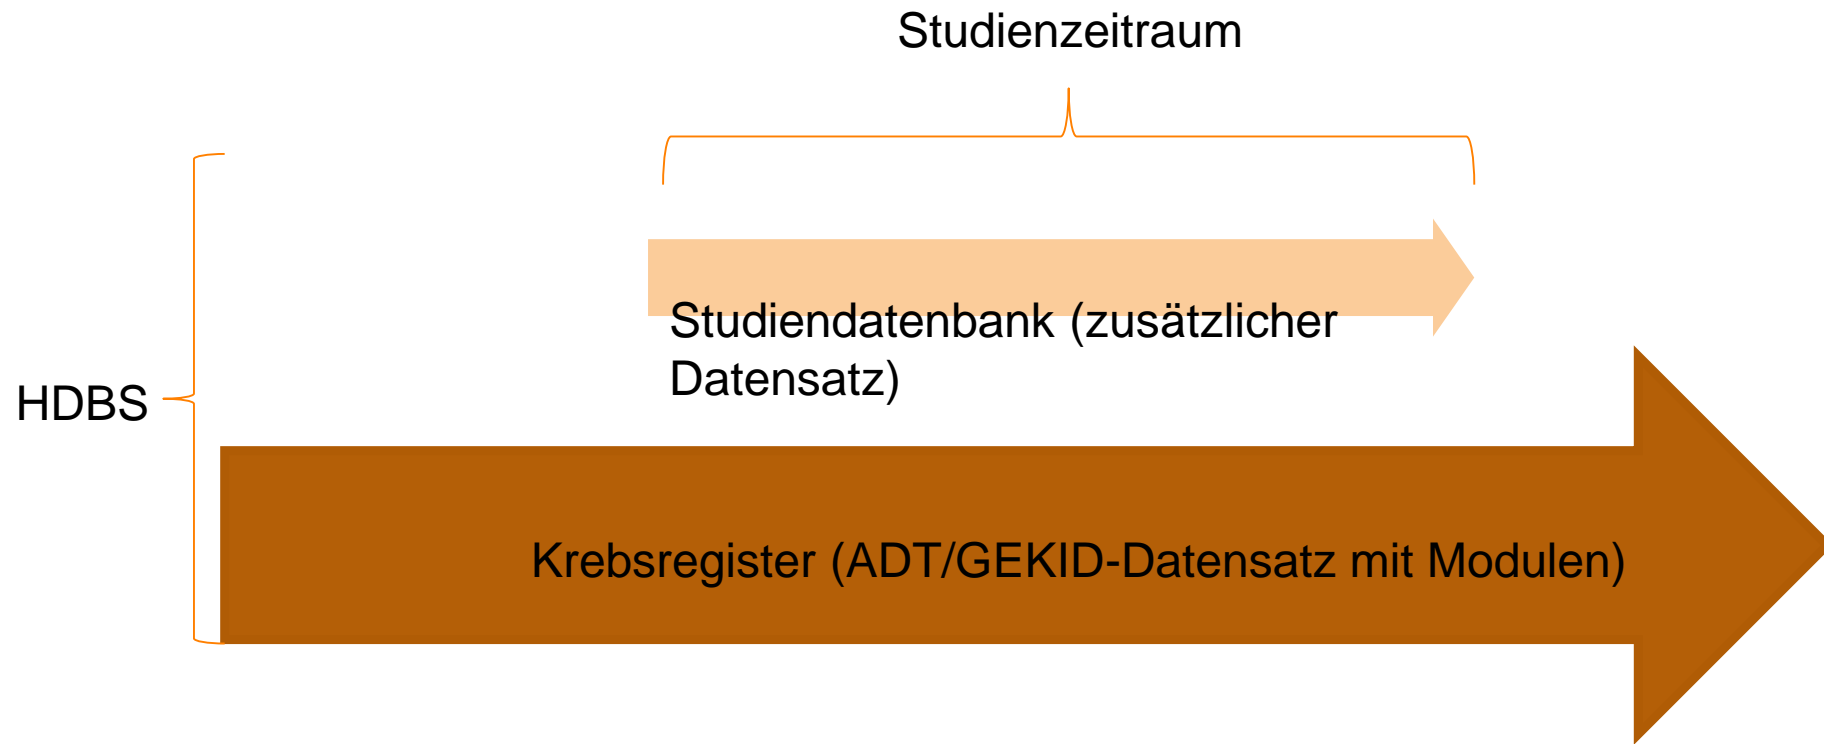 Studienzeitraum
Studiendatenbank (zusätzlicher
Datensatz)
HDBS
Krebsregister (ADT/GEKID-Datensatz mit Modulen)